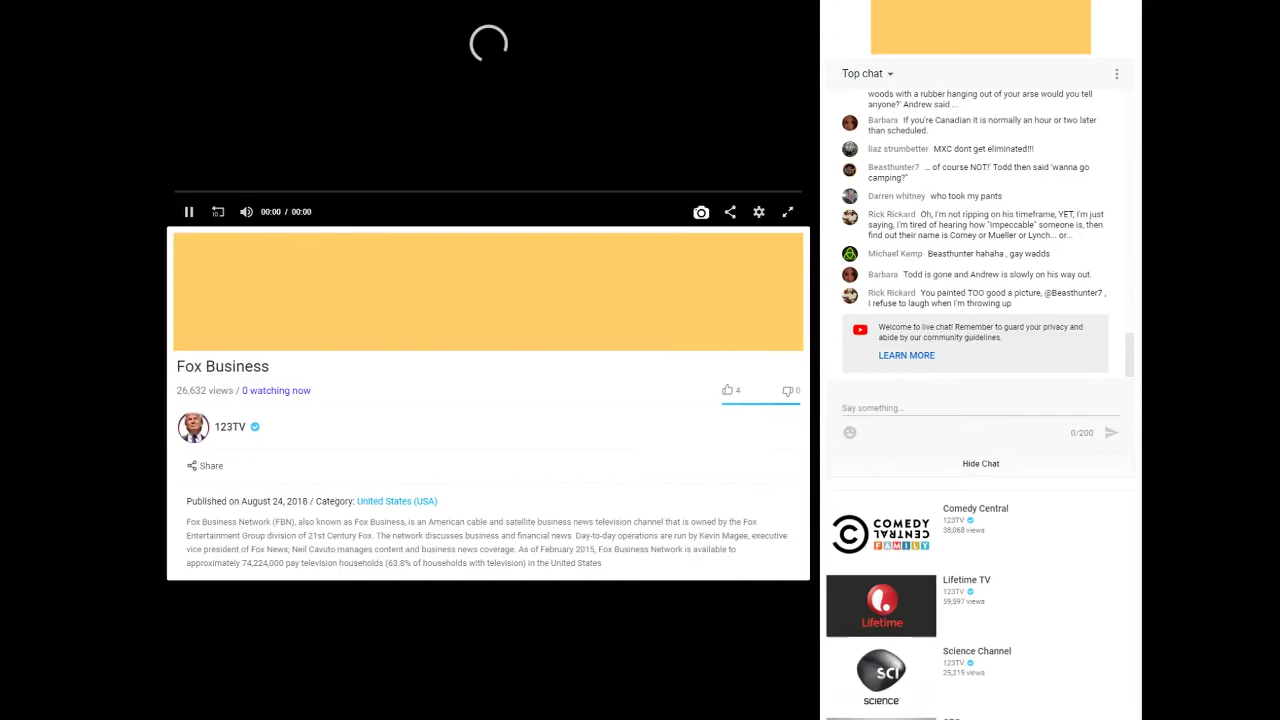 00:00 / 00:00
Fox Business
26,632 views / 0 watching now
4
0
123TV
Share
Published on August 24, 2018 / Category: United States (USA)
Fox Business Network (FBN), also known as Fox Business, is an American cable and satellite business news television channel that is owned by the Fox
Entertainment Group division of 21st Century Fox. The network discusses business and financial news. Day-to-day operations are run by Kevin Magee, executive
vice president of Fox News; Neil Cavuto manages content and business news coverage. As of February 2015, Fox Business Network is available to
approximately 74,224,000 pay television households (63.8% of households with television) in the United States
Top chat
woods with a rubber hanging out of your arse would you tell
anyone?' Andrew said ...
Barbara If you're Canadian it is normally an hour or two later
than scheduled.
liaz strumbetter MXC dont get eliminated!!!
Beasthunter7 ... of course NOT!' Todd then said 'wanna go
camping?"
Darren whitney who took my pants
Rick Rickard Oh, I'm not ripping on his timeframe, YET, I'm just
saying, I'm tired of hearing how "Impeccable" someone is, then
find out their name is Comey or Mueller or Lynch... or...
Michael Kemp Beasthunter hahaha , gay wadds
Barbara Todd is gone and Andrew is slowly on his way out.
Rick Rickard You painted TOO good a picture, @Beasthunter7 ,
i refuse to laugh when I'm throwing up
Welcome to live chat! Remember to guard your privacy and
abide by our community guidelines.
LEARN MORE
Say something...
0/200
Hide Chat
COMEDY
CENTRAL
FAMILY
Comedy Central
123TV
38,068 views
Lifetime
Lifetime TV
123TV
59,597 views
SCI
SCIENCE
Science Channel
123TV
25,219 views